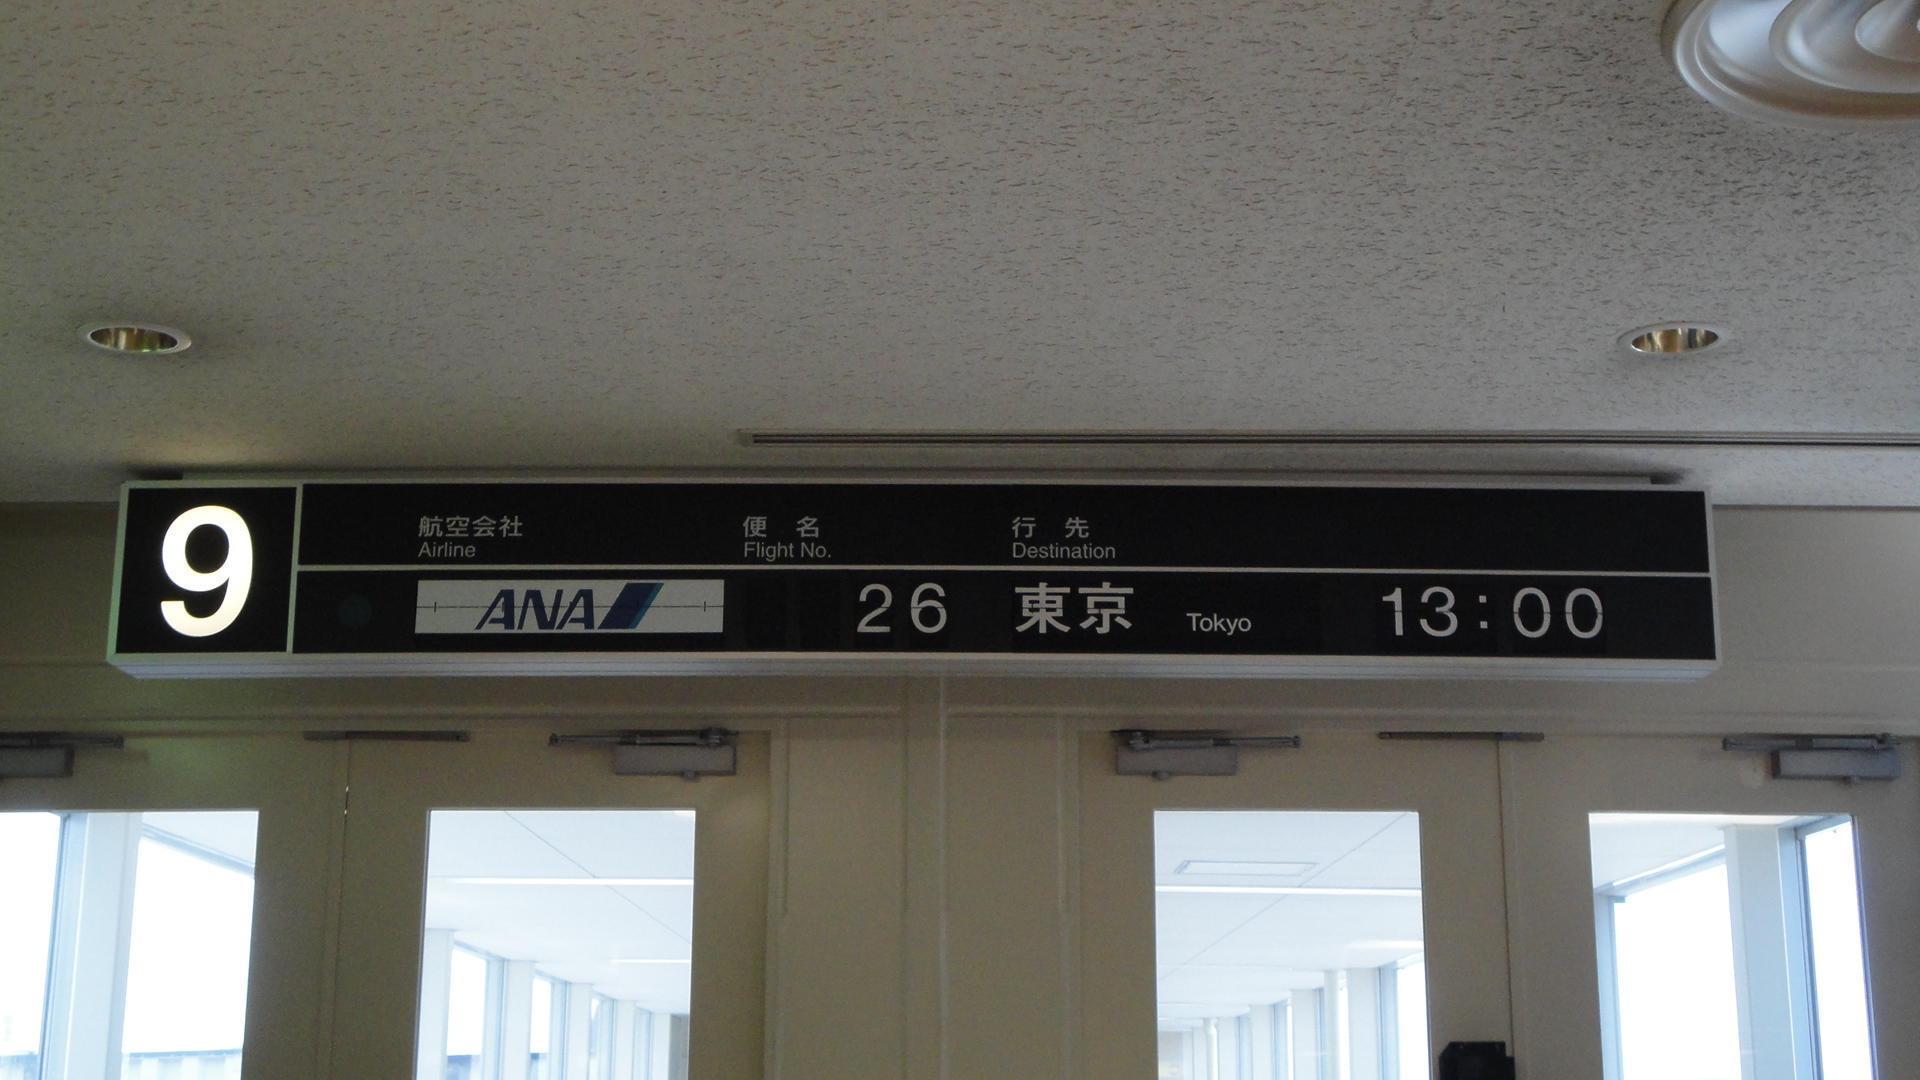 9
航空会社 便 名 行 先
Airline Flight No. Destination
ANA 26 東京 Tokyo 13:00